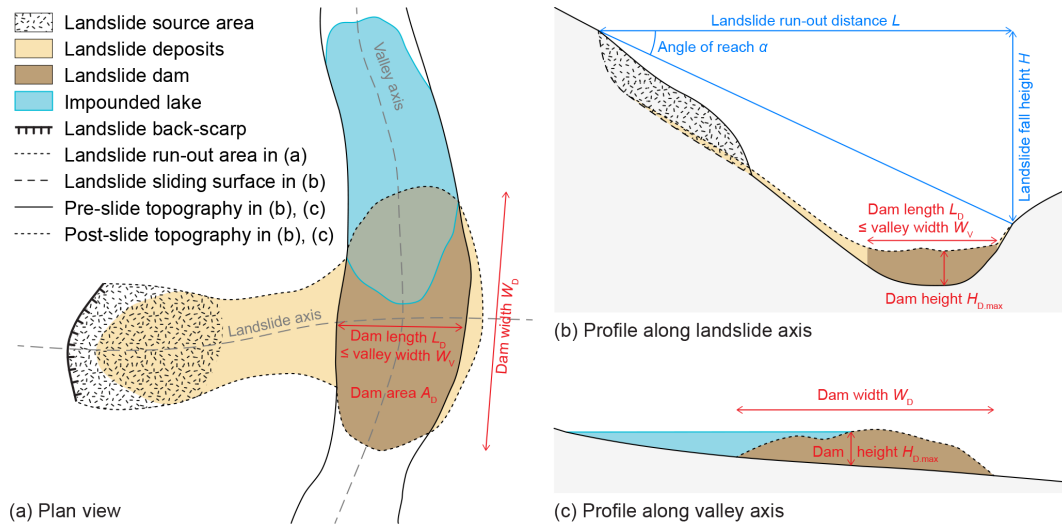 Landslide source area
Landslide deposits
Landslide dam
Impounded lake
Landslide back-scarp
Landslide run-out area in (a)
Landslide sliding surface in (b)
Pre-slide topography in (b), (c)
Post-slide topography in (b), (c)
Valley axis
Landslide axis
Dam length L_D
≤ valley width W_V
Dam area A_D
Dam width W_D
(a) Plan view
Landslide run-out distance L
Angle of reach α
Landslide fall height H
Dam length L_D
≤ valley width W_V
Dam height H_D.max
(b) Profile along landslide axis
Dam width W_D
Dam height H_D.max
(c) Profile along valley axis